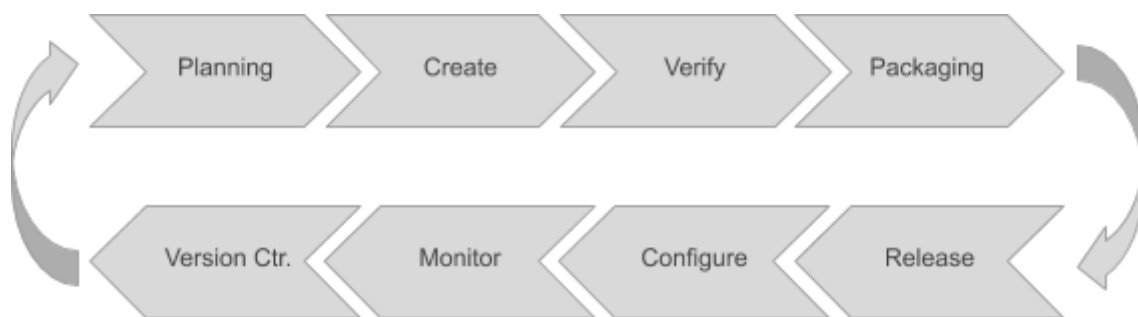 Planning
Create
Verify
Packaging
Version Ctr.
Monitor
Configure
Release